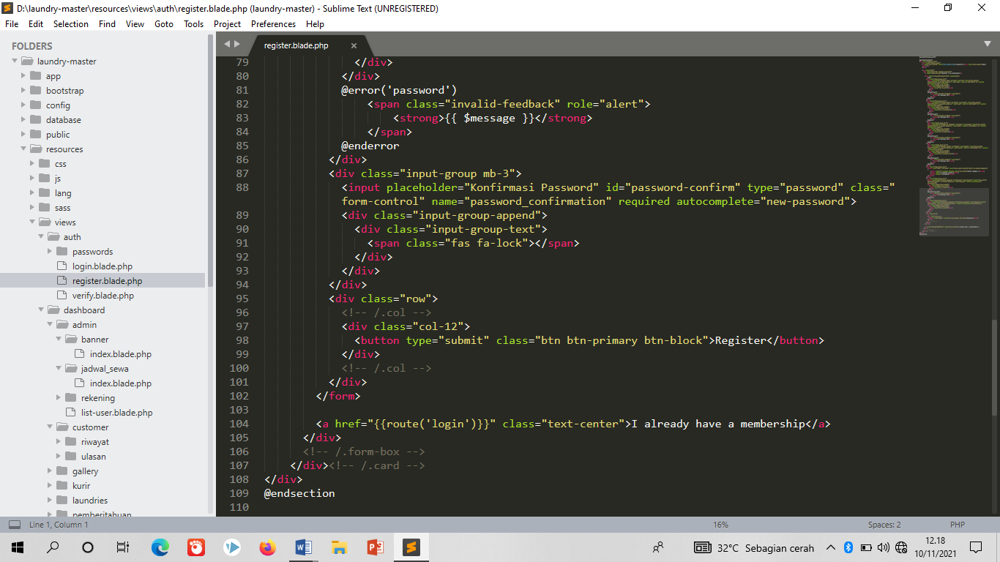 D:\laundry-master\resources\views\auth\register.blade.php (laundry-master) - Sublime Text (UNREGISTERED)
File Edit Selection Find View Goto Tools Project Preferences Help
FOLDERS
laundry-master
app
bootstrap
config
database
public
resources
css
js
lang
sass
views
auth
passwords
login.blade.php
register.blade.php
verify.blade.php
dashboard
admin
banner
index.blade.php
jadwal_sewa
index.blade.php
rekening
list-user.blade.php
customer
riwayat
ulasan
gallery
kurir
laundries
pemberitahuan
register.blade.php
79 </div>
80 </div>
81 @error('password')
82 <span class="invalid-feedback" role="alert">
83 <strong>{{ $message }}</strong>
84 </span>
85 @enderror
86 </div>
87 <div class="input-group mb-3">
88 <input placeholder="Konfirmasi Password" id="password-confirm" type="password" class="
form-control" name="password_confirmation" required autocomplete="new-password">
89 <div class="input-group-append">
90 <div class="input-group-text">
91 <span class="fas fa-lock"></span>
92 </div>
93 </div>
94 </div>
95 <div class="row">
96 <!-- /.col -->
97 <div class="col-12">
98 <button type="submit" class="btn btn-primary btn-block">Register</button>
99 </div>
100 <!-- /.col -->
101 </div>
102 </form>
103
104 <a href="{{route('login')}}" class="text-center">I already have a membership</a>
105 </div>
106 <!-- /.form-box -->
107 </div><!-- /.card -->
108 </div>
109 @endsection
110
Line 1, Column 1 16% Spaces: 2 PHP
32°C Sebagian cerah
12.18
10/11/2021